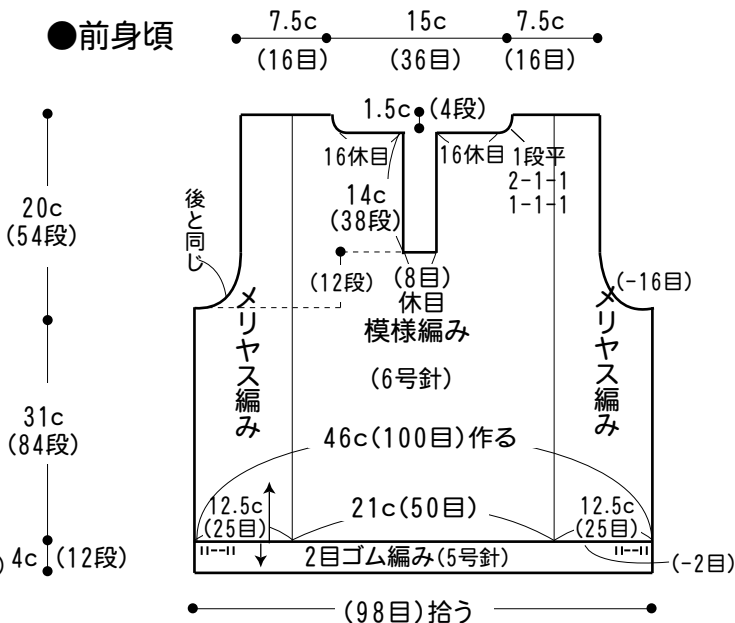 ●前身頃
7.5c 15c 7.5c
(16目) (36目) (16目)
1.5c (4段)
16休目 16休目 1段平
2-1-1
1-1-1
14c
(38段)
20c
(54段)
後と同じ
(12段) (8目)
休目
(-16目)
メリヤス編み
模様編み
メリヤス編み
(6号針)
31c
(84段)
46c(100目)作る
12.5c
(25目)
21c(50目)
12.5c
(25目)
) 4c (12段)
2目ゴム編み(5号針)
(-2目)
(98目)拾う